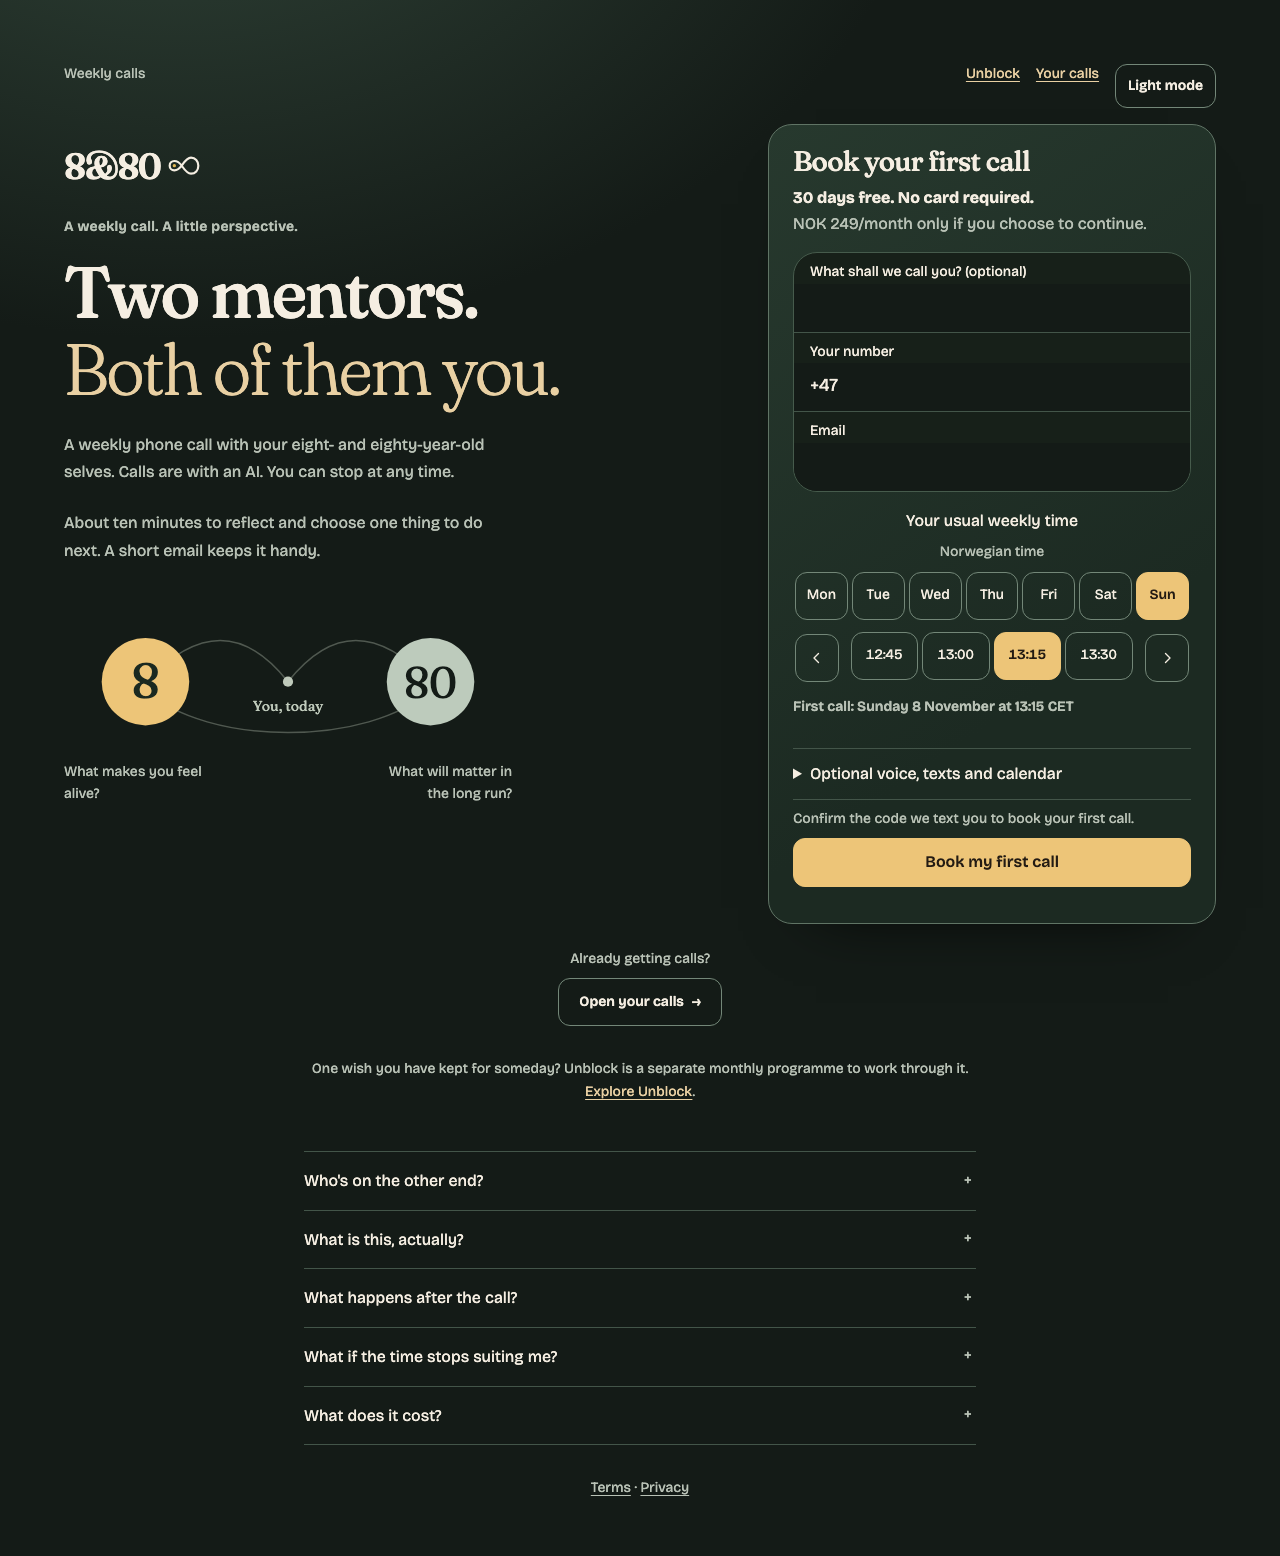 Weekly calls
Unblock
Your calls
Light mode
8&80
A weekly call. A little perspective.
Two mentors.
Both of them you.
A weekly phone call with your eight- and eighty-year-old
selves. Calls are with an AI. You can stop at any time.
About ten minutes to reflect and choose one thing to do
next. A short email keeps it handy.
8
80
You, today
What makes you feel
alive?
What will matter in
the long run?
Book your first call
30 days free. No card required.
NOK 249/month only if you choose to continue.
What shall we call you? (optional)
Your number
+47
Email
Your usual weekly time
Norwegian time
Mon Tue Wed Thu Fri Sat Sun
12:45 13:00 13:15 13:30
First call: Sunday 8 November at 13:15 CET
Optional voice, texts and calendar
Confirm the code we text you to book your first call.
Book my first call
Already getting calls?
Open your calls →
One wish you have kept for someday? Unblock is a separate monthly programme to work through it.
Explore Unblock.
Who's on the other end? +
What is this, actually? +
What happens after the call? +
What if the time stops suiting me? +
What does it cost? +
Terms · Privacy